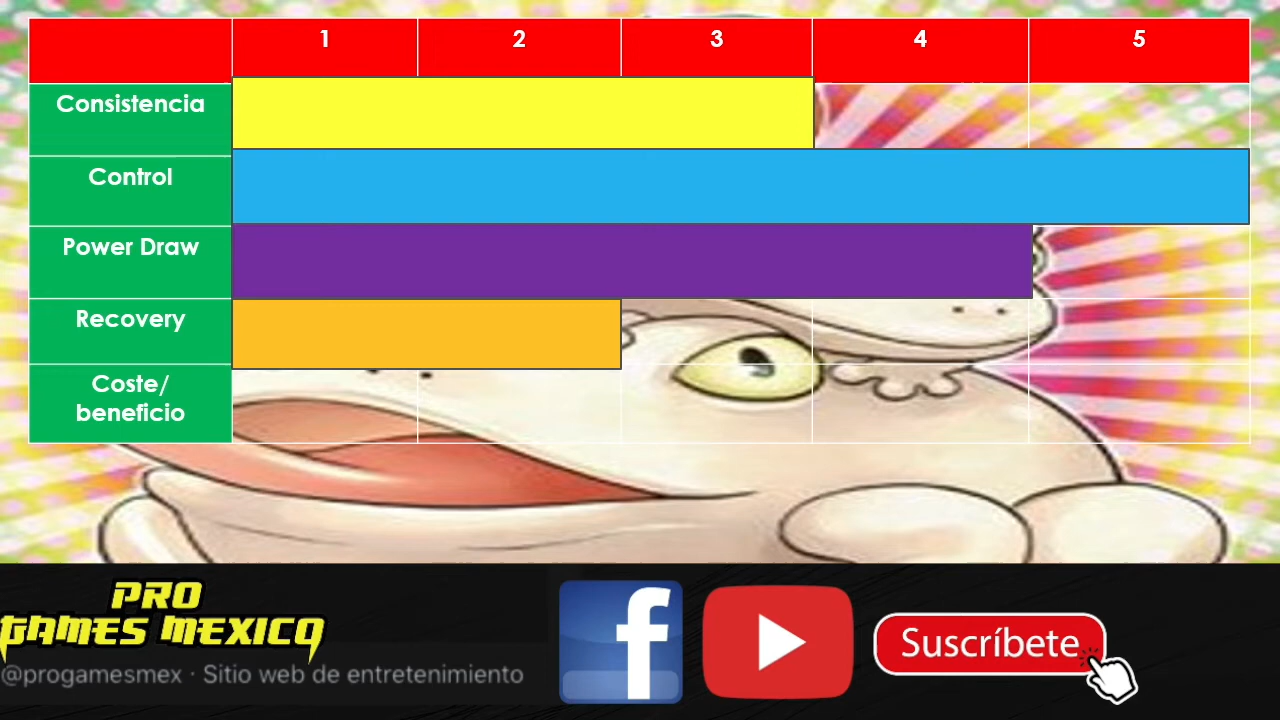 1 2 3 4 5
Consistencia
Control
Power Draw
Recovery
Coste/
beneficio
PRO
GAMES MEXICO
@progamesmex · Sitio web de entretenimiento
f
Suscríbete